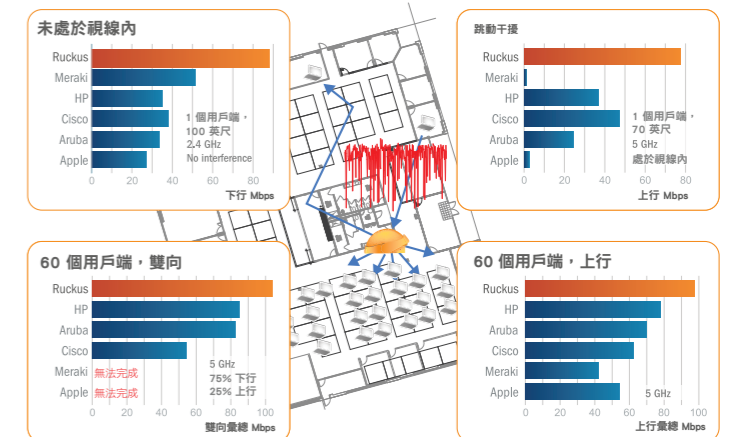 未處於視線內
Ruckus
Meraki
HP
Cisco
Aruba
Apple
1 個用戶端，
100 英尺
2.4 GHz
No interference
0 20 40 60 80
下行 Mbps
跳動干擾
Ruckus
Meraki
HP
Cisco
Aruba
Apple
1 個用戶端，
70 英尺
5 GHz
處於視線內
0 20 40 60 80
上行 Mbps
60 個用戶端，雙向
Ruckus
HP
Aruba
Cisco
Meraki 無法完成
Apple 無法完成
5 GHz
75% 下行
25% 上行
0 20 40 60 80 100
雙向彙總 Mbps
60 個用戶端，上行
Ruckus
HP
Aruba
Cisco
Meraki
Apple
5 GHz
0 20 40 60 80 100
上行彙總 Mbps